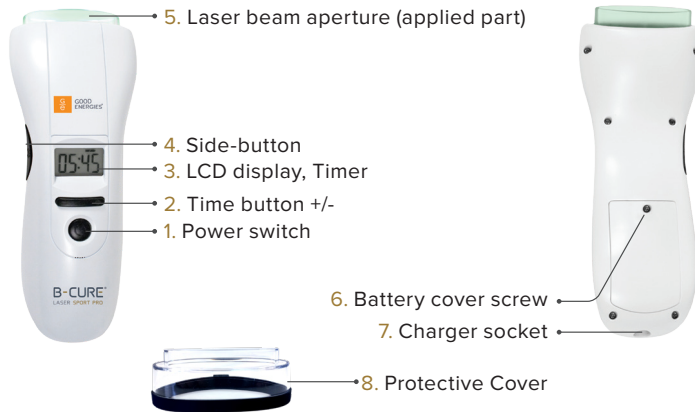 5. Laser beam aperture (applied part)
GOOD
ENERGIES®
4. Side-button
05:45
3. LCD display, Timer
2. Time button +/-
1. Power switch
B-CURE™
LASER SPORT PRO
6. Battery cover screw
7. Charger socket
8. Protective Cover